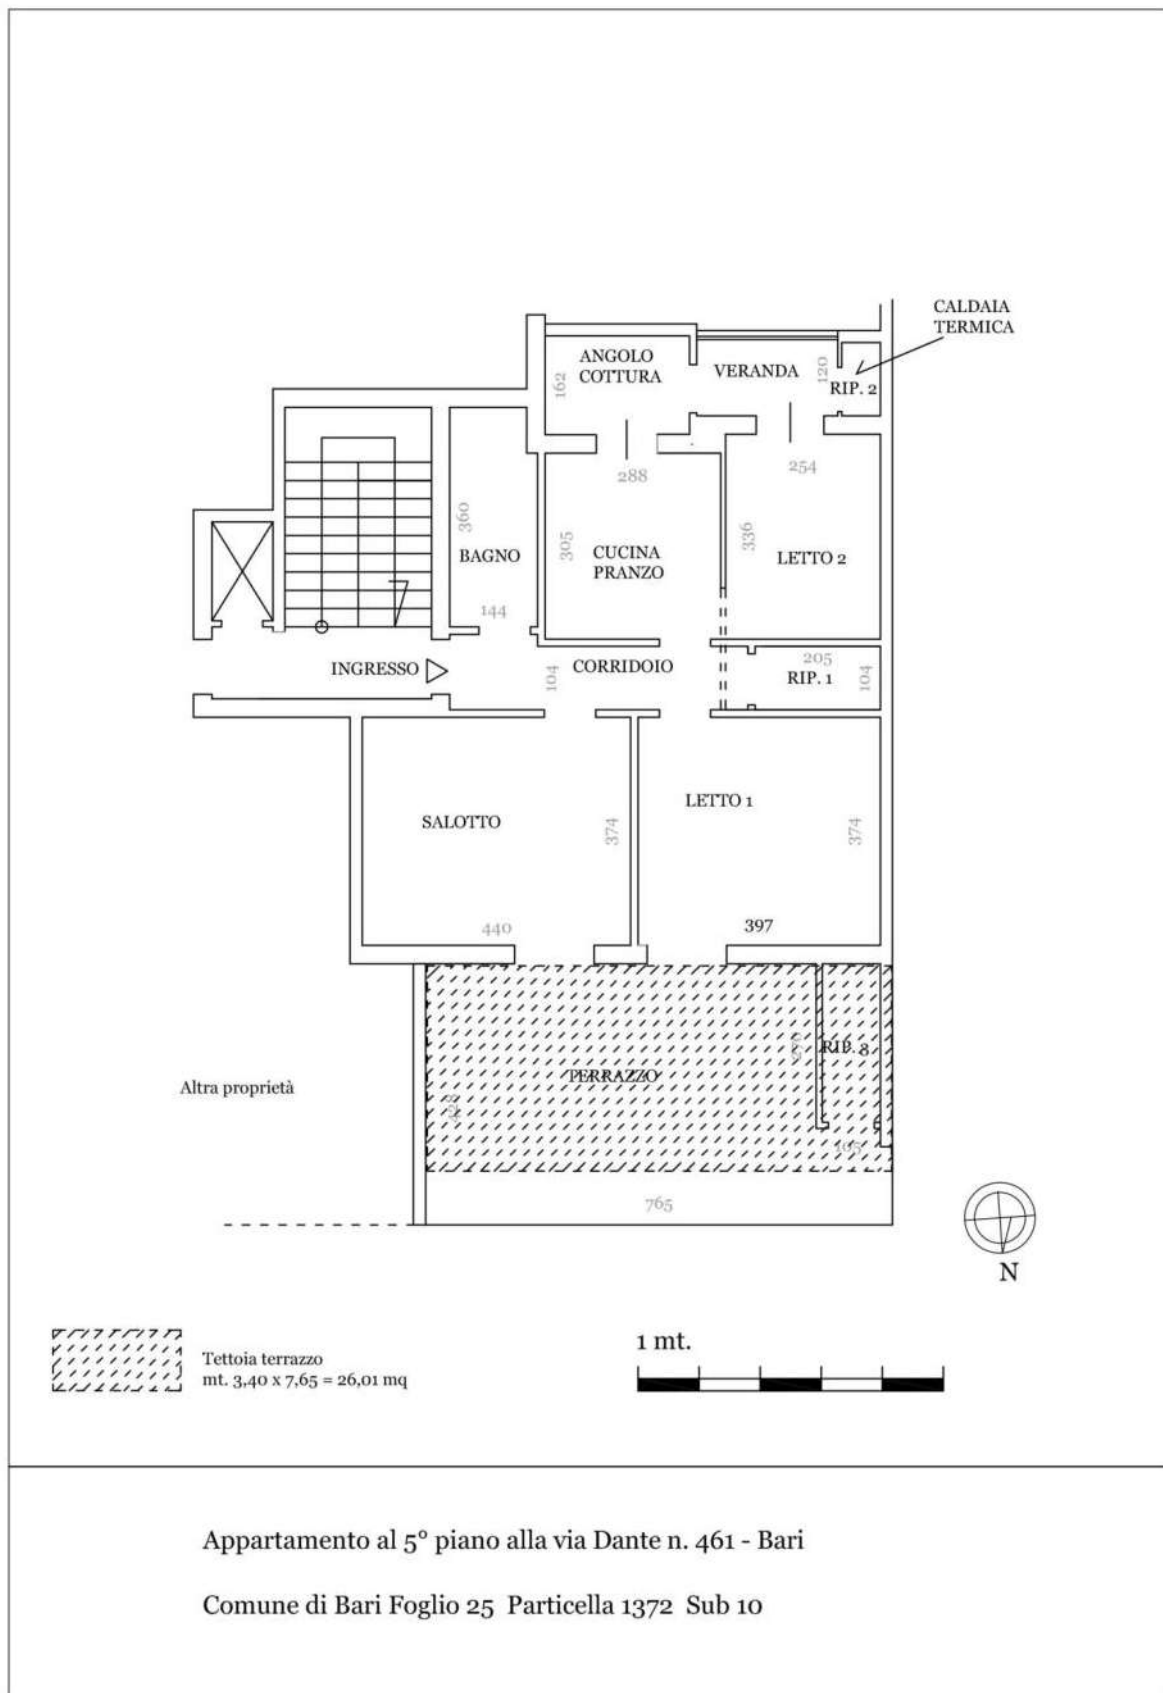 CALDAIA
TERMICA
ANGOLO
COTTURA
VERANDA
120
162
RIP. 2
288
254
360
305
336
BAGNO
CUCINA
PRANZO
LETTO 2
144
INGRESSO
104
CORRIDOIO
205
RIP. 1
104
SALOTTO
374
LETTO 1
374
440
397
270
RIP. 3
TERRAZZO
Altra proprietà
428
105
765
N
Tettoia terrazzo
mt. 3,40 x 7,65 = 26,01 mq
1 mt.
Appartamento al 5° piano alla via Dante n. 461 - Bari
Comune di Bari Foglio 25 Particella 1372 Sub 10